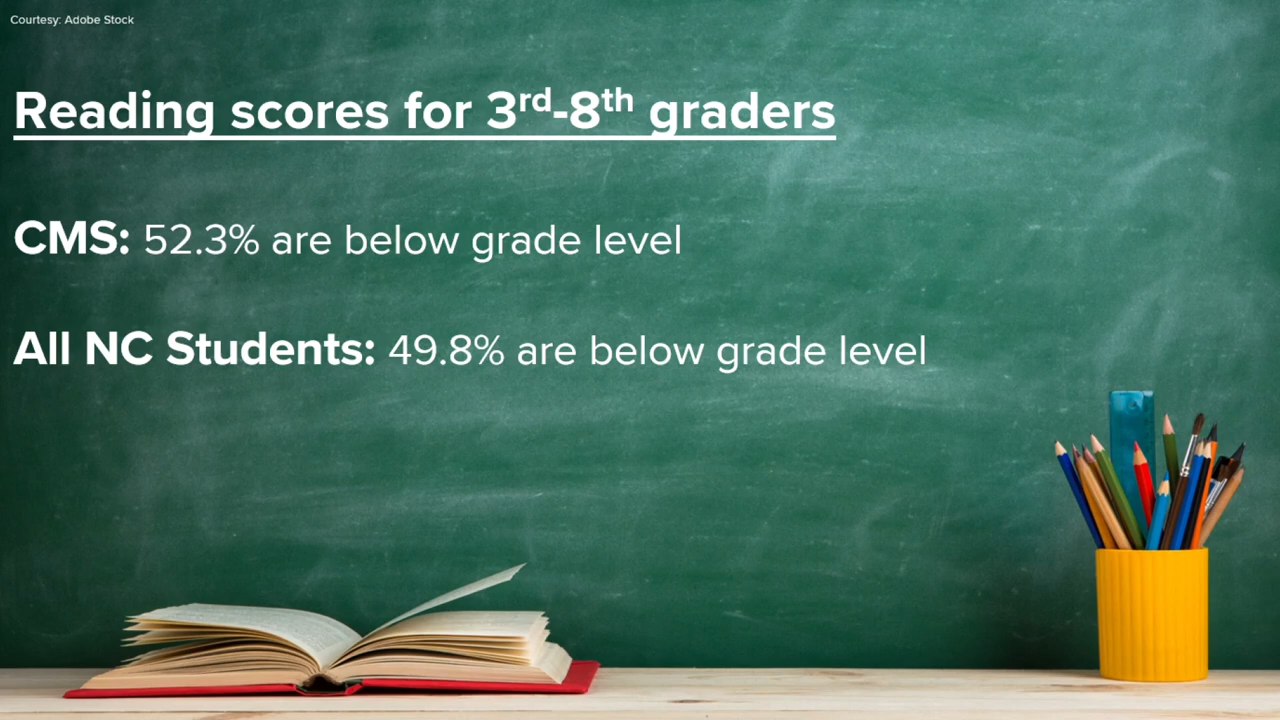 Courtesy: Adobe Stock
Reading scores for 3rd-8th graders
CMS: 52.3% are below grade level
All NC Students: 49.8% are below grade level